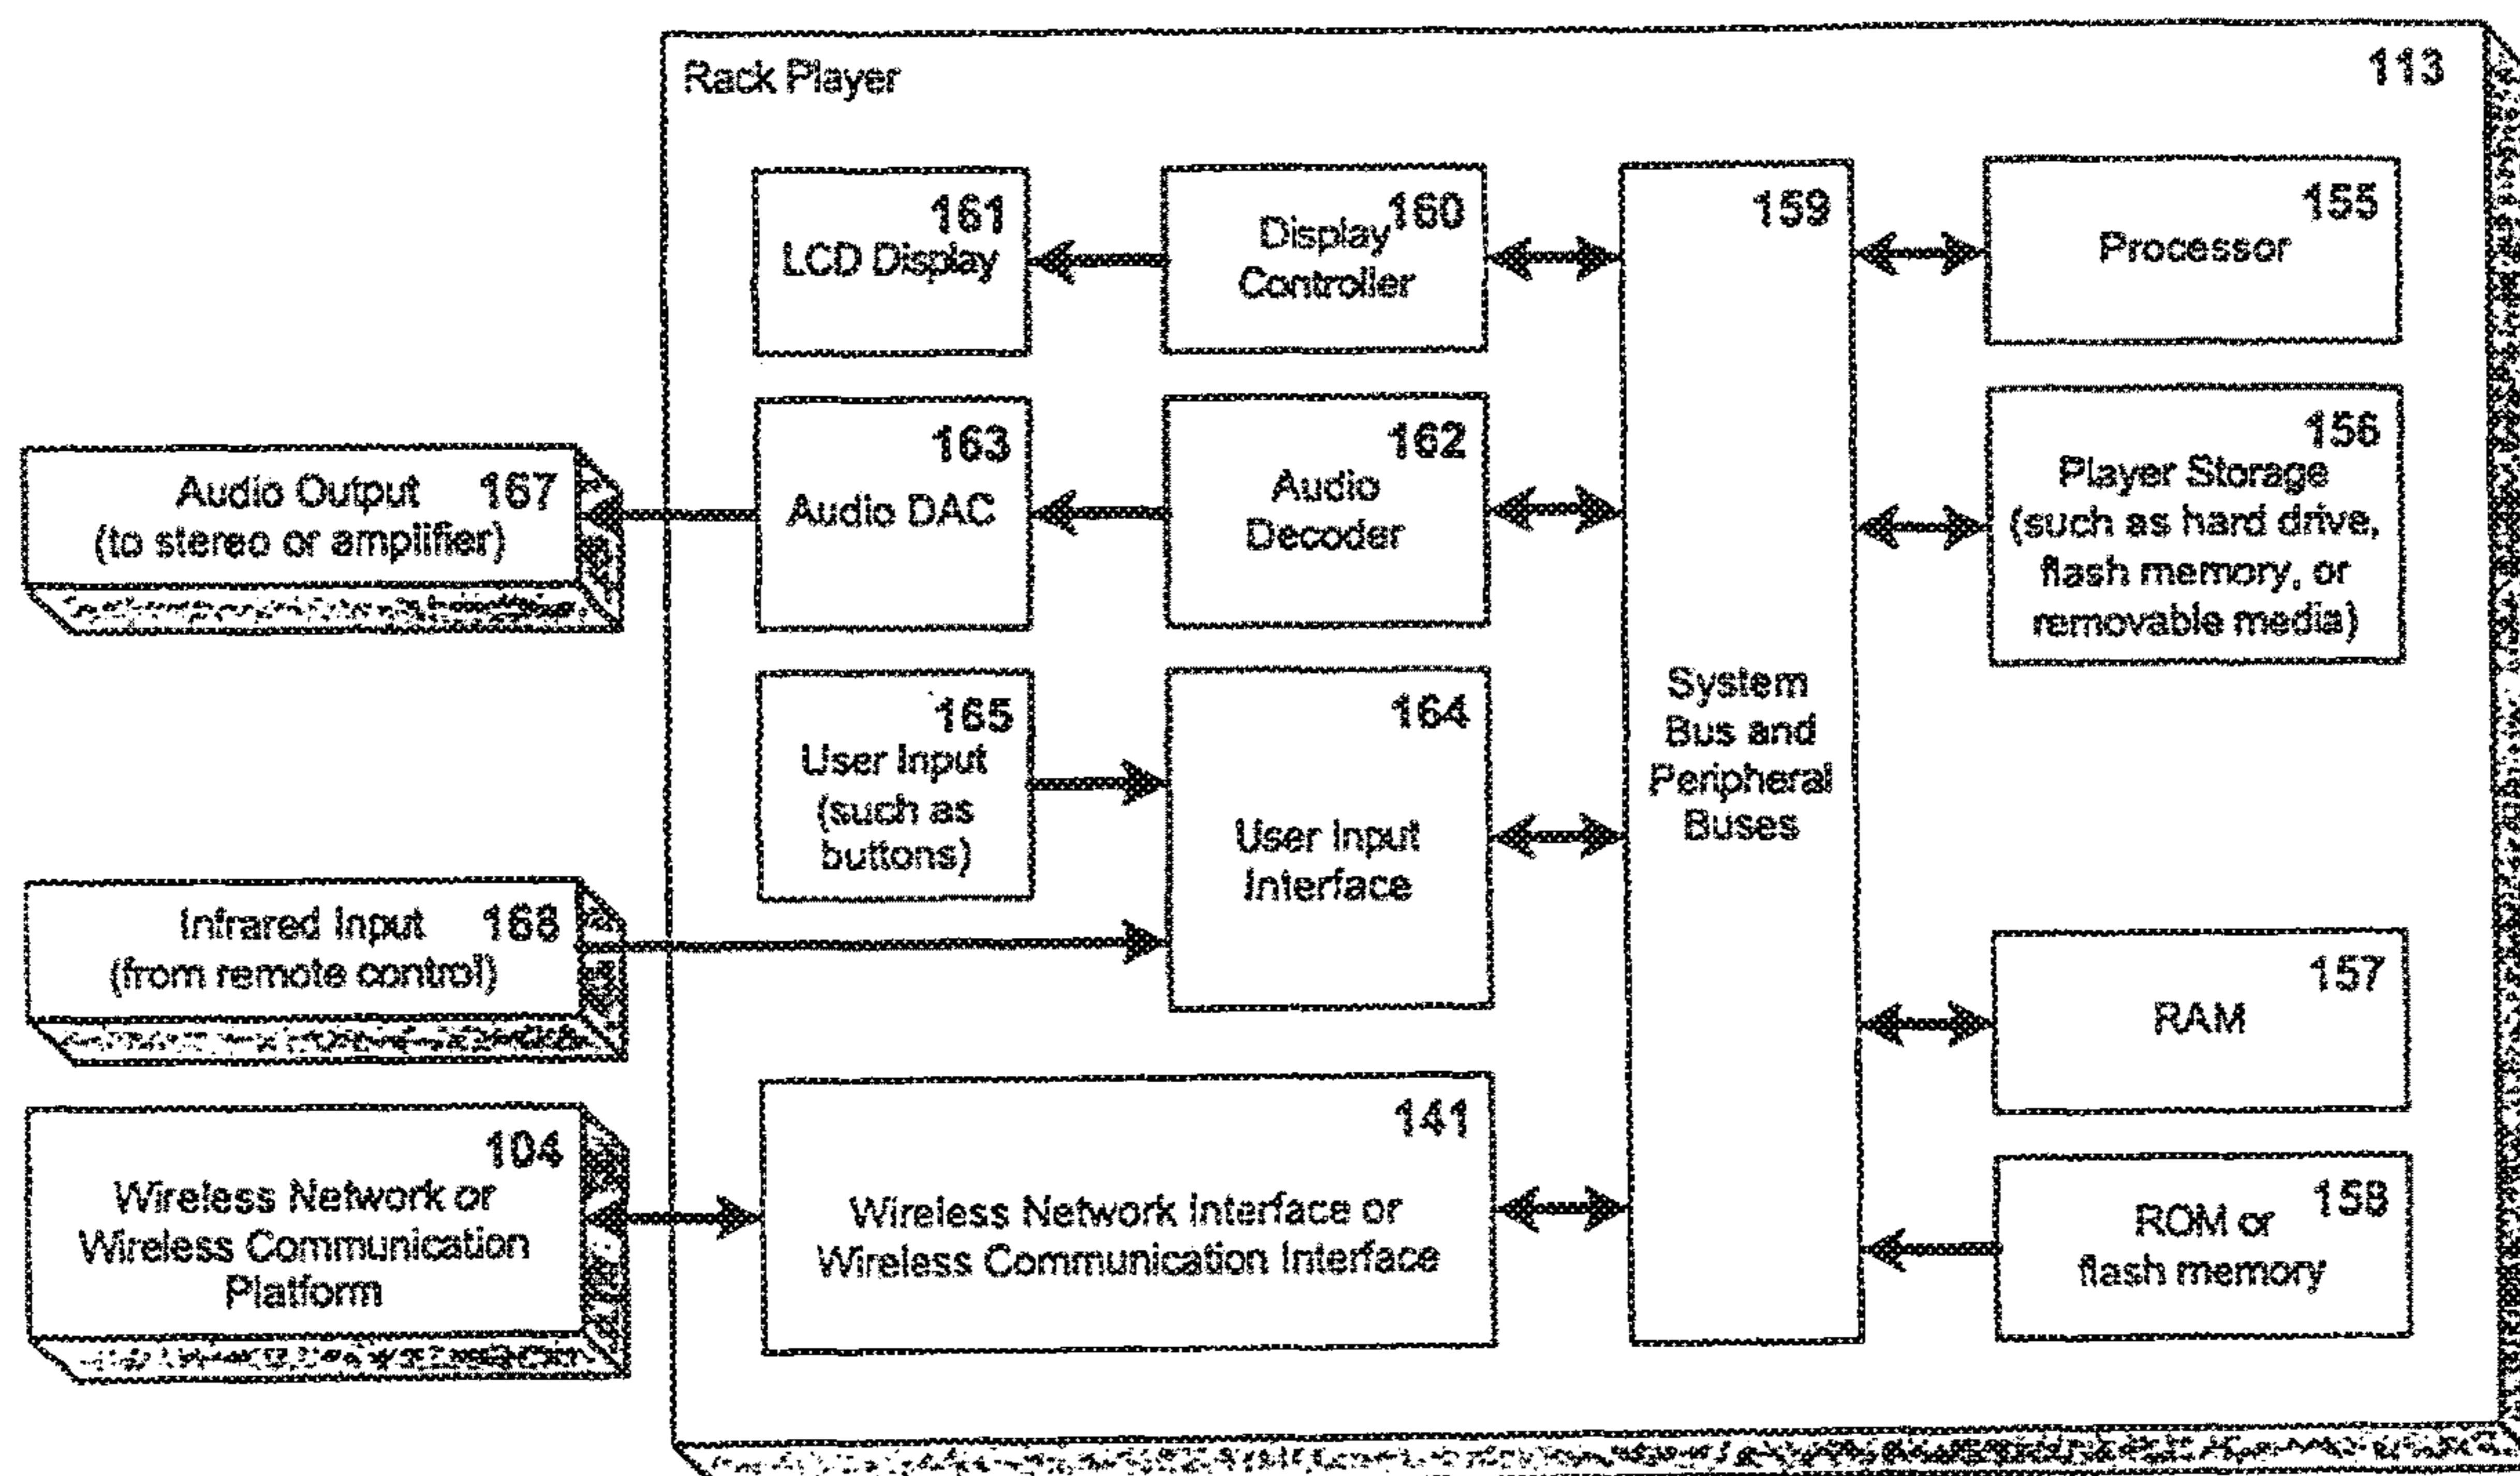 Rack Player
113
161
LCD Display
160
Display
Controller
159
System
Bus and
Peripheral
Buses
155
Processor
163
Audio DAC
162
Audio
Decoder
156
Player Storage
(such as hard drive,
flash memory, or
removable media)
Audio Output 167
(to stereo or amplifier)
165
User Input
(such as
buttons)
164
User Input
Interface
Infrared Input 168
(from remote control)
157
RAM
104
Wireless Network or
Wireless Communication
Platform
141
Wireless Network Interface or
Wireless Communication Interface
158
ROM or
flash memory